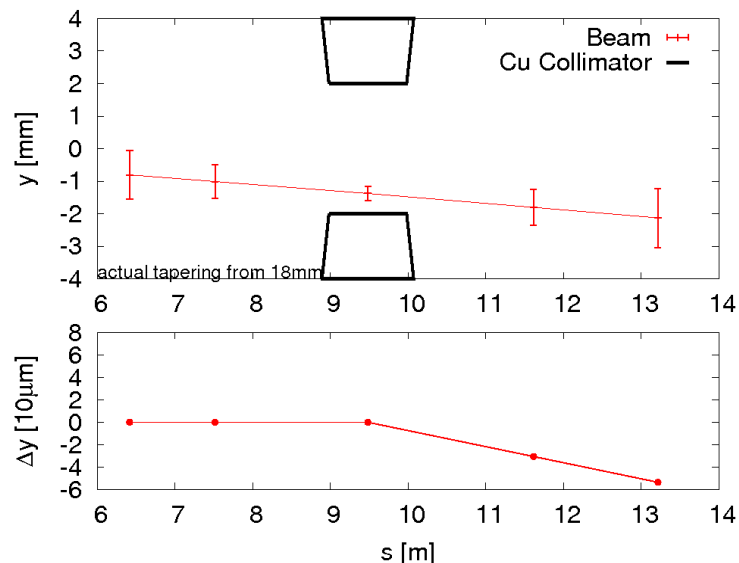 4
3
2
1
0
-1
-2
-3
-4
y [mm]
Beam
Cu Collimator
actual tapering from 18mm
6 7 8 9 10 11 12 13 14
8
6
4
2
0
-2
-4
-6
Δy [10μm]
6 7 8 9 10 11 12 13 14
s [m]